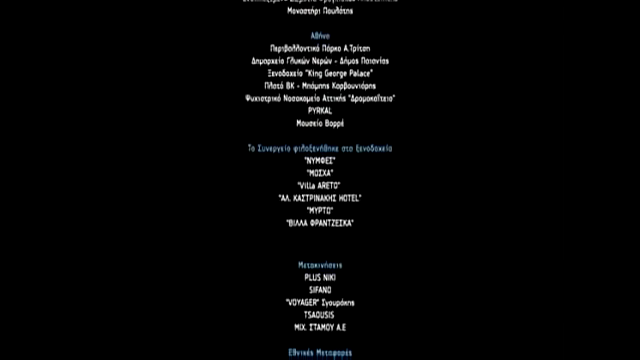 Μοναστήρι Πουλάτης
Αθήνα
Περιβαλλοντικό Πάρκο Α.Τρίτση
Δημαρχείο Γλυκών Νερών - Δήμος Παιανίας
Ξενοδοχείο "King George Palace"
Πλατό ΒΚ - Μπάμπης Καρβουνιάρης
Ψυχιατρικό Νοσοκομείο Αττικής "Δρομοκαΐτειο"
PYRKAL
Μουσείο Βορρέ
Το Συνεργείο φιλοξενήθηκε στα ξενοδοχεία
"ΝΥΜΦΕΣ"
"ΜΟΣΧΑ"
"Villa ARETO"
"ΑΛ. ΚΑΣΤΡΙΝΑΚΗΣ HOTEL"
"ΜΥΡΤΩ"
"ΒΙΛΛΑ ΦΡΑΝΤΖΕΣΚΑ"
Μετακινήσεις
PLUS NIKI
SIFANO
"VOYAGER" Σγουράκης
TSAOUSIS
ΜΙΧ. ΣΤΑΜΟΥ Α.Ε
Εθνικές Μεταφορές